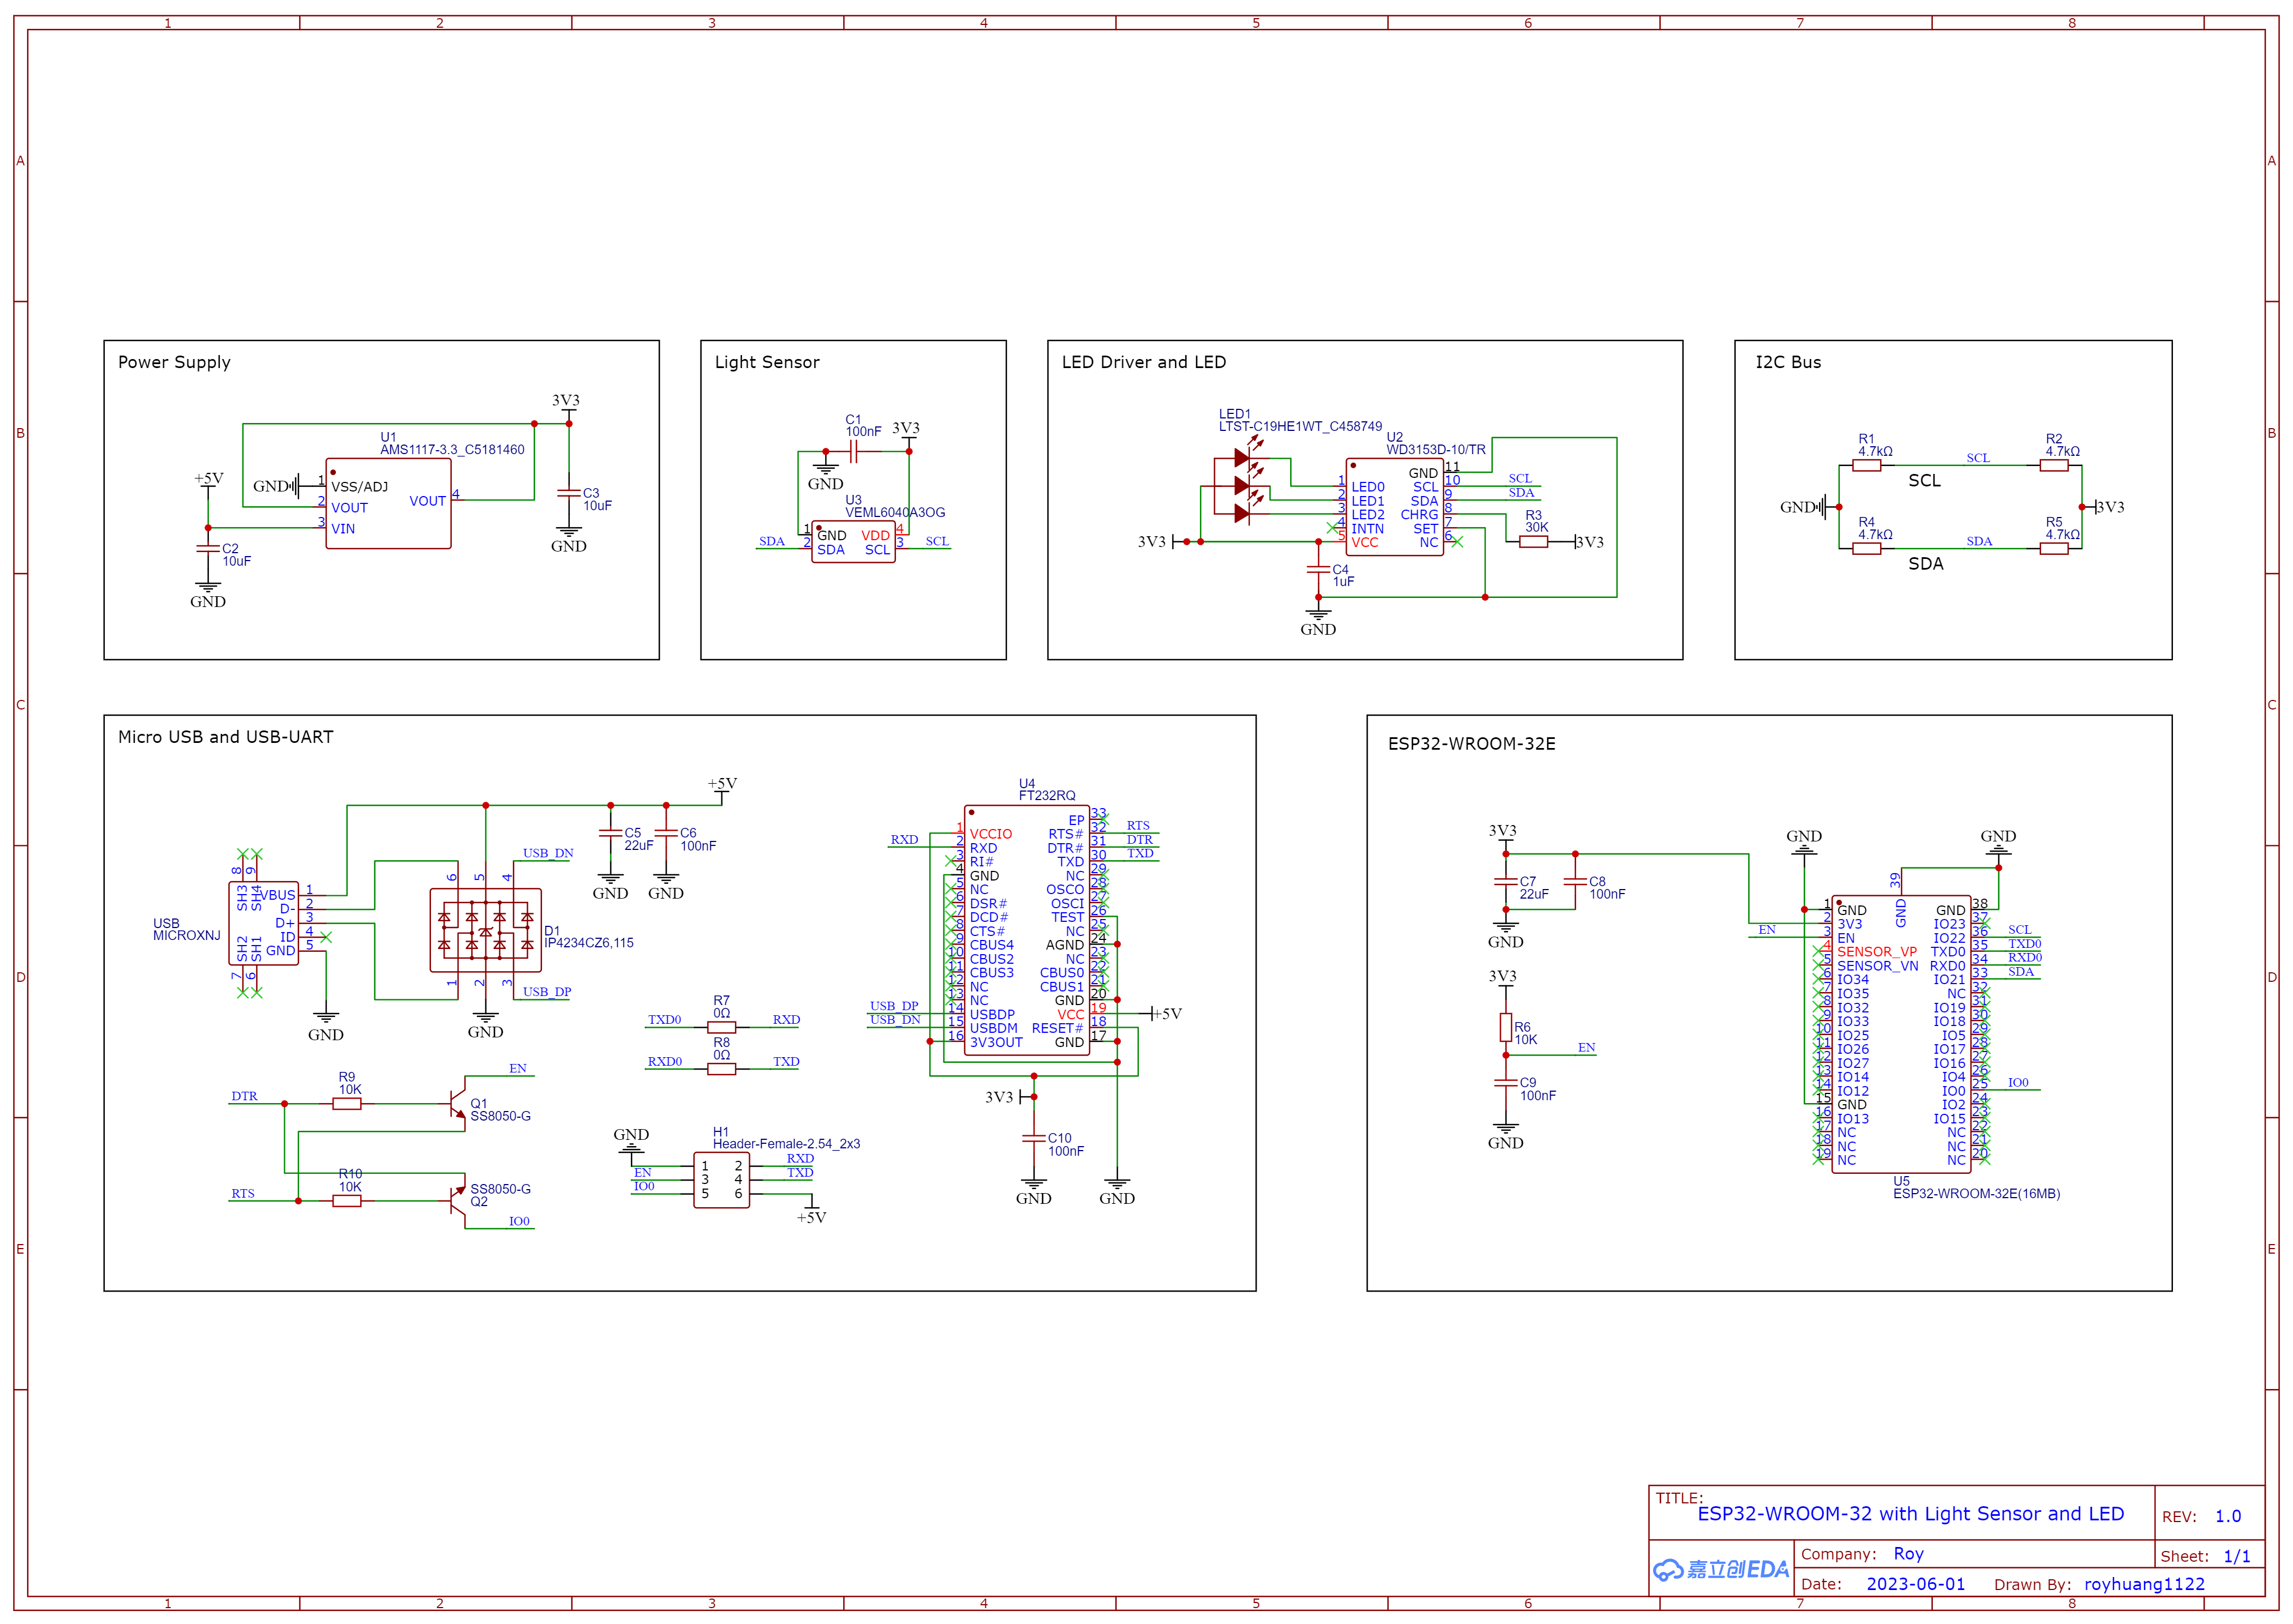 1 2 3 4 5 6 7 8
A A
B B
C C
D D
E E
Power Supply
3V3
U1
AMS1117-3.3_C5181460
+5V
GND
1 VSS/ADJ
2 VOUT
3 VIN
VOUT 4
C3
10uF
GND
C2
10uF
GND
Light Sensor
C1
100nF
3V3
GND
U3
VEML6040A3OG
1 GND
2 SDA
VDD 4
SCL 3
SDA
SCL
LED Driver and LED
LED1
LTST-C19HE1WT_C458749
U2
WD3153D-10/TR
1 LED0
2 LED1
3 LED2
4 INTN
5 VCC
GND 11
SCL 10
SDA 9
CHRG 8
SET 7
NC 6
SCL
SDA
R3
30K
3V3
3V3
C4
1uF
GND
I2C Bus
R1
4.7kΩ
R2
4.7kΩ
SCL
SCL
GND
3V3
R4
4.7kΩ
R5
4.7kΩ
SDA
SDA
Micro USB and USB-UART
+5V
C5
22uF
C6
100nF
GND
GND
USB
MICROXNJ
8 SH3
9 SH4
7 SH2
6 SH1
VBUS 1
D- 2
D+ 3
ID 4
GND 5
GND
6 5 4
USB_DN
D1
IP4234CZ6,115
1 2 3
USB_DP
GND
R7
0Ω
TXD0
RXD
R8
0Ω
RXD0
TXD
DTR
R9
10K
EN
Q1
SS8050-G
RTS
R10
10K
SS8050-G
Q2
IO0
GND
H1
Header-Female-2.54_2x3
EN
IO0
1 2
3 4
5 6
RXD
TXD
+5V
U4
FT232RQ
RXD
USB_DP
USB_DN
1 VCCIO
2 RXD
3 RI#
4 GND
5 NC
6 DSR#
7 DCD#
8 CTS#
9 CBUS4
10 CBUS2
11 CBUS3
12 NC
13 NC
14 USBDP
15 USBDM
16 3V3OUT
EP 33
RTS# 32
DTR# 31
TXD 30
NC 29
OSCO 28
OSCI 27
TEST 26
NC 25
AGND 24
NC 23
CBUS0 22
CBUS1 21
GND 20
VCC 19
RESET# 18
GND 17
RTS
DTR
TXD
+5V
3V3
C10
100nF
GND
GND
ESP32-WROOM-32E
3V3
C7
22uF
C8
100nF
GND
3V3
R6
10K
EN
C9
100nF
GND
EN
GND
GND
39 GND
1 GND
2 3V3
3 EN
4 SENSOR_VP
5 SENSOR_VN
6 IO34
7 IO35
8 IO32
9 IO33
10 IO25
11 IO26
12 IO27
13 IO14
14 IO12
15 GND
16 IO13
17 NC
18 NC
19 NC
GND 38
IO23 37
IO22 36
TXD0 35
RXD0 34
IO21 33
NC 32
IO19 31
IO18 30
IO5 29
IO17 28
IO16 27
IO4 26
IO0 25
IO2 24
IO15 23
NC 22
NC 21
NC 20
SCL
TXD0
RXD0
SDA
IO0
U5
ESP32-WROOM-32E(16MB)
TITLE:
ESP32-WROOM-32 with Light Sensor and LED
REV: 1.0
嘉立创EDA
Company: Roy
Sheet: 1/1
Date: 2023-06-01 Drawn By: royhuang1122
1 2 3 4 5 6 7 8